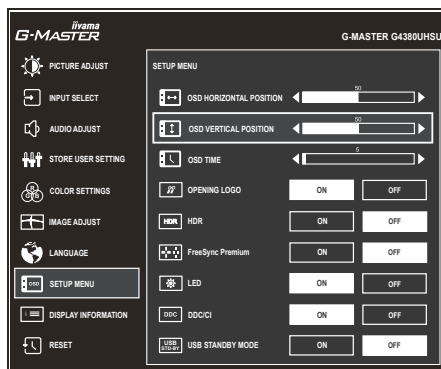 iiyama
G-MASTER
G-MASTER G4380UHSU
PICTURE ADJUST
INPUT SELECT
AUDIO ADJUST
STORE USER SETTING
R
G B
COLOR SETTINGS
IMAGE ADJUST
LANGUAGE
OSD
SETUP MENU
DISPLAY INFORMATION
RESET
SETUP MENU
50
OSD HORIZONTAL POSITION
50
OSD VERTICAL POSITION
5
OSD TIME
OPENING LOGO ON OFF
HDR HDR ON OFF
FreeSync Premium ON OFF
LED ON OFF
DDC DDC/CI ON OFF
USB
STD-BY
USB STANDBY MODE ON OFF